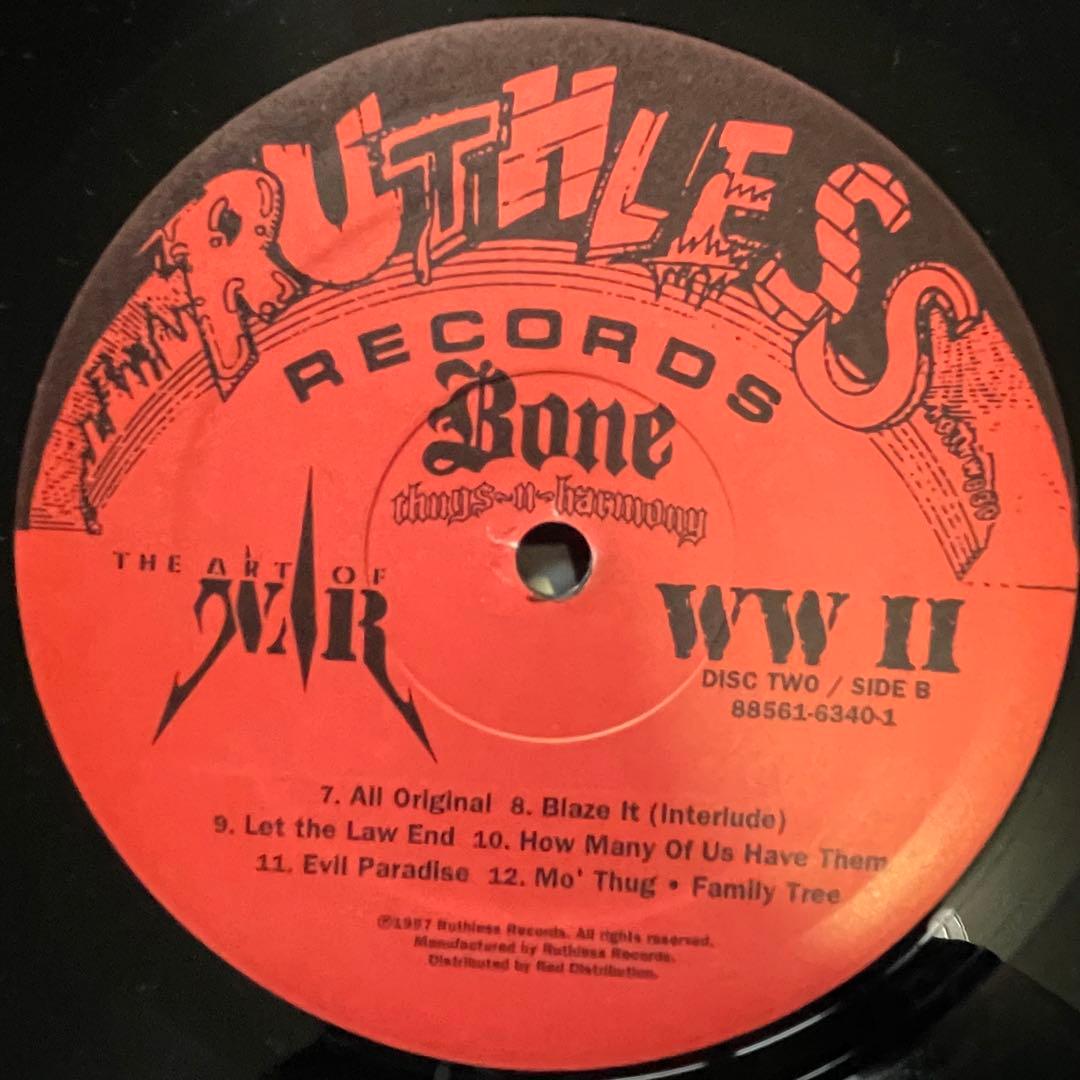 RUTHLESS
RECORDS
Bone
thugs~n~harmony
THE ART OF
WAR
WW II
DISC TWO / SIDE B
88561-6340-1
7. All Original 8. Blaze It (Interlude)
9. Let the Law End 10. How Many Of Us Have Them
11. Evil Paradise 12. Mo' Thug • Family Tree
℗1997 Ruthless Records. All rights reserved.
Manufactured by Ruthless Records.
Distributed by Red Distribution.